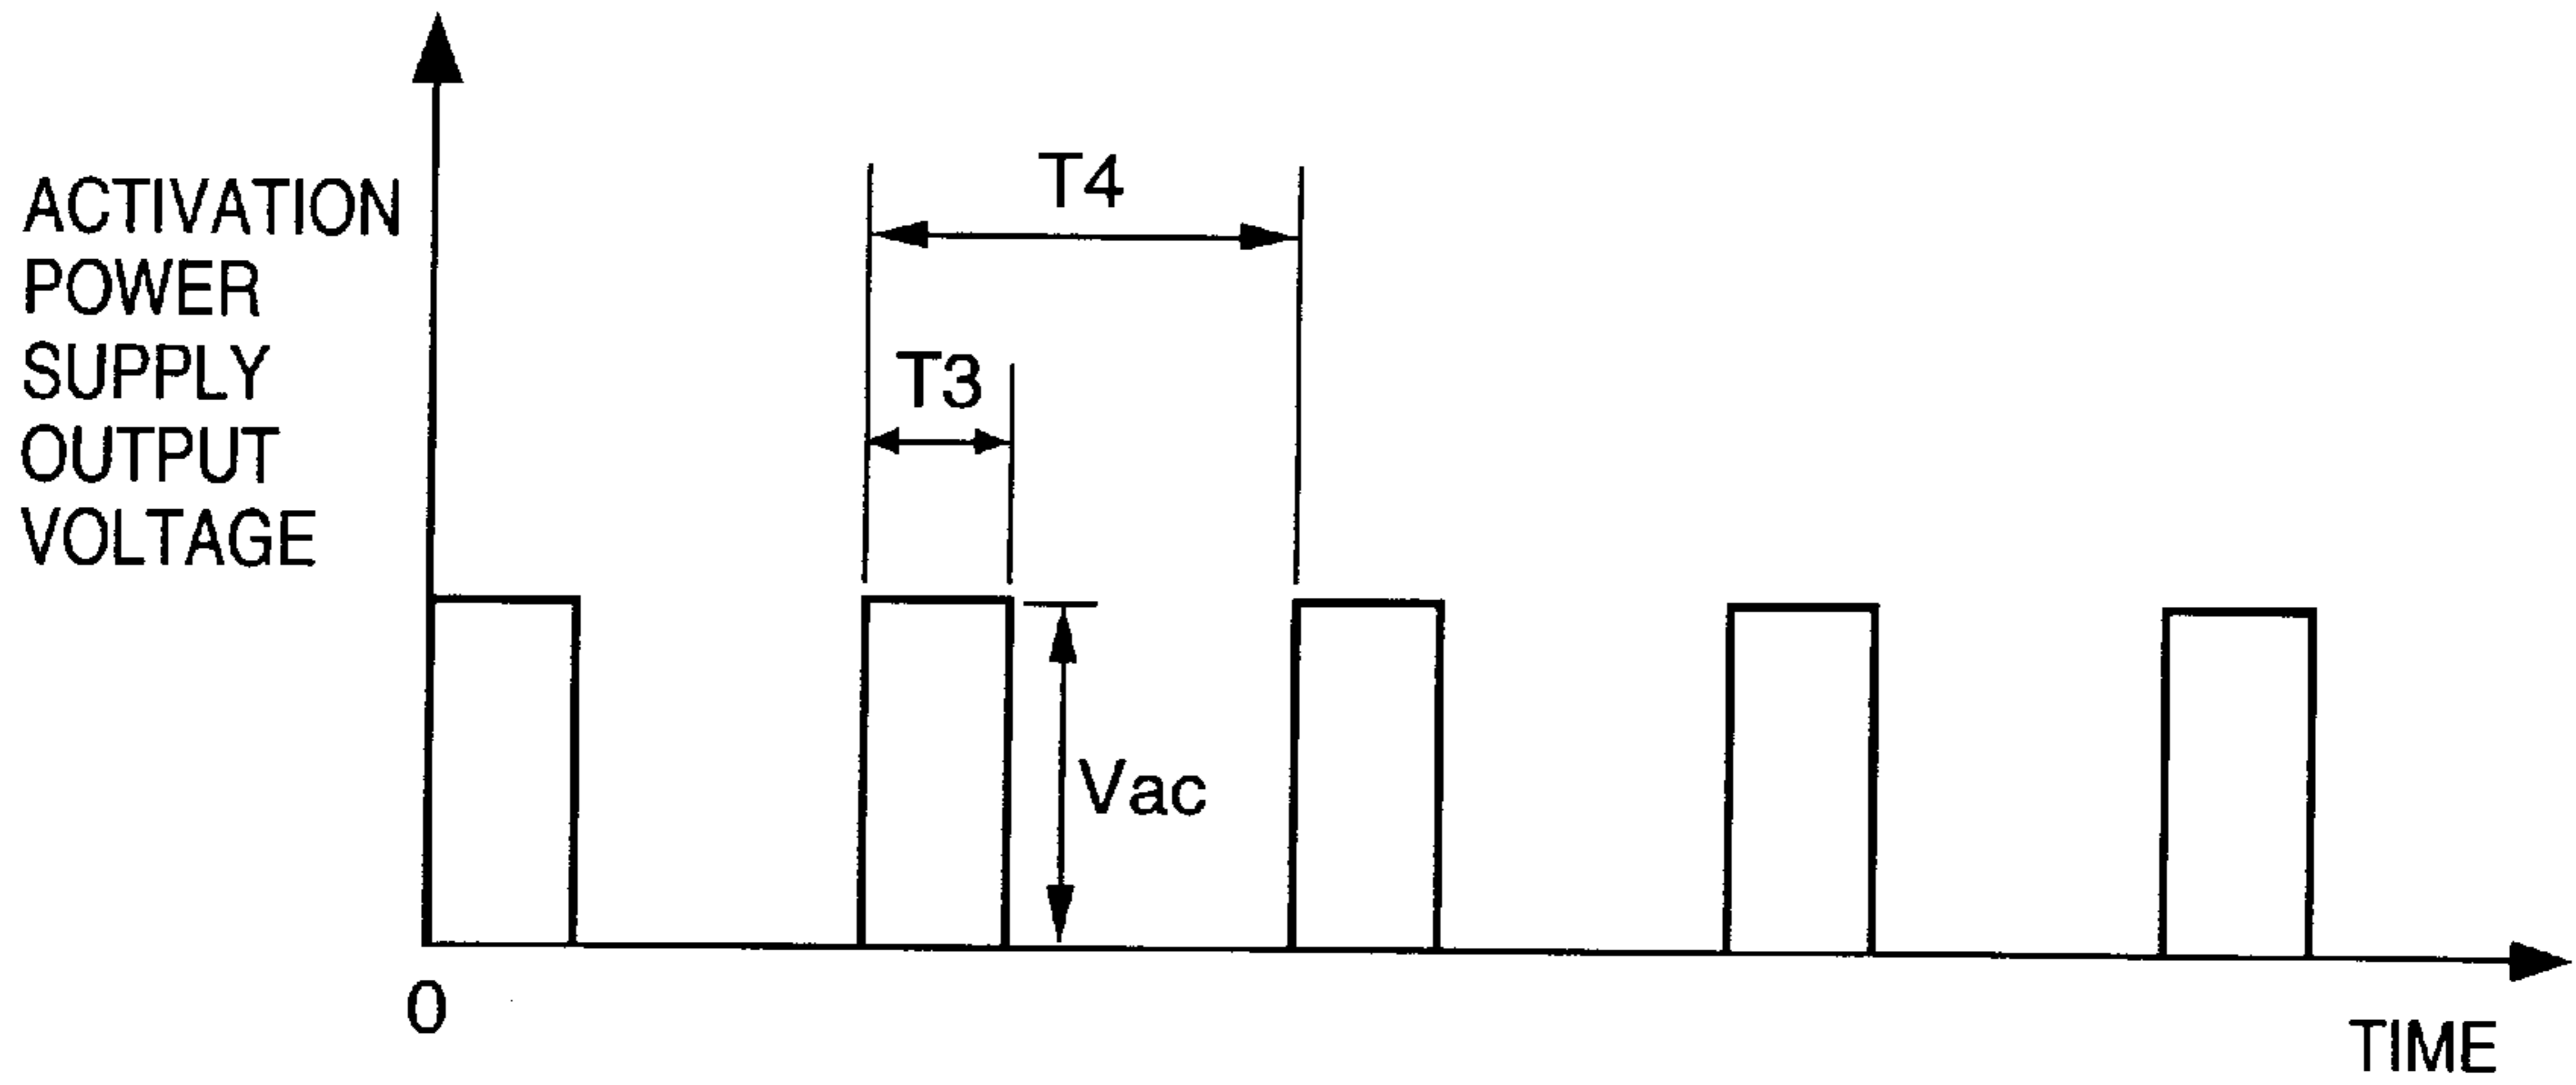 ACTIVATION
POWER
SUPPLY
OUTPUT
VOLTAGE
T4
T3
Vac
0
TIME